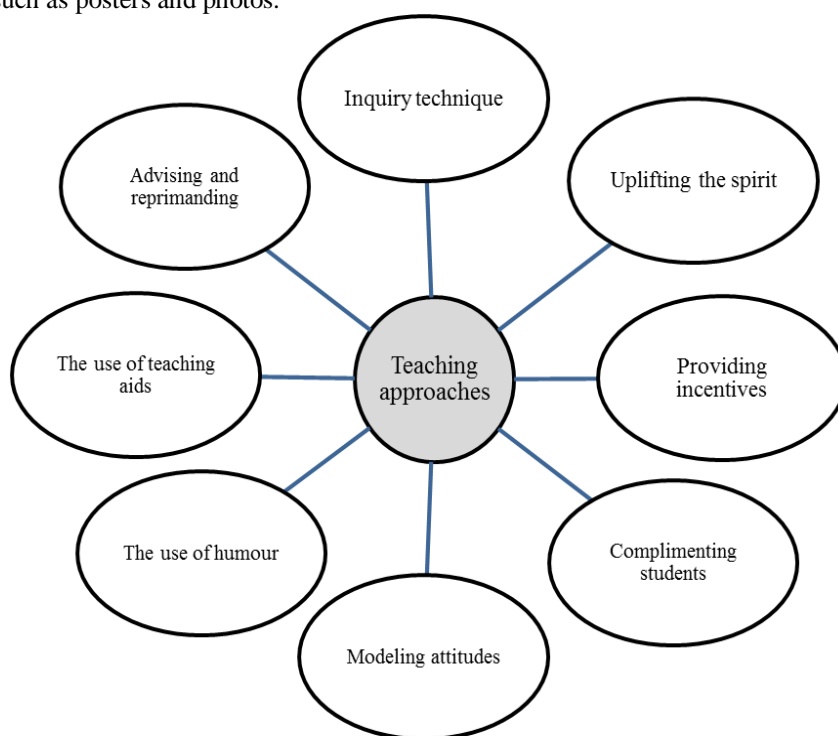 such as posters and photos.
Inquiry technique
Advising and
reprimanding
Uplifting the spirit
The use of teaching
aids
Teaching
approaches
Providing
incentives
The use of humour
Complimenting
students
Modeling attitudes